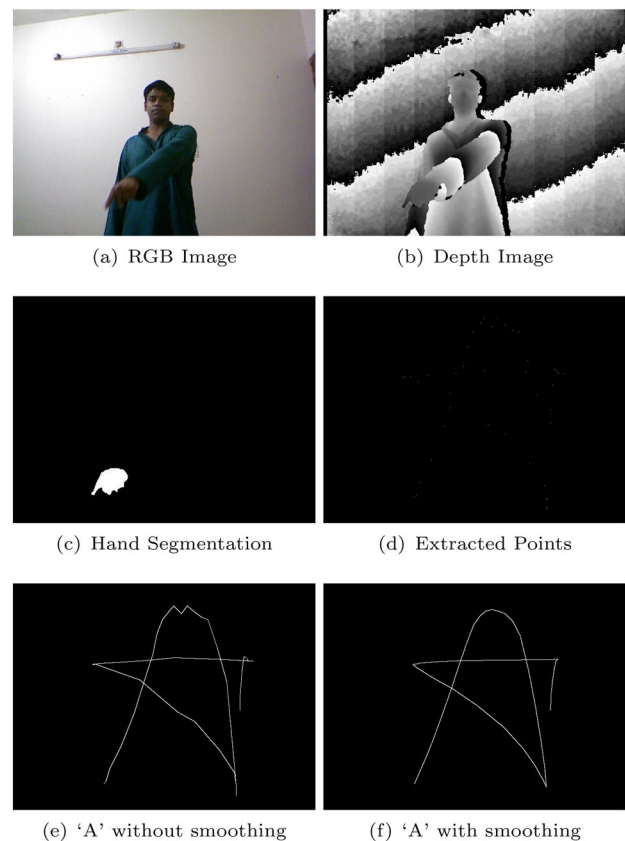 (a) RGB Image
(b) Depth Image
(c) Hand Segmentation
(d) Extracted Points
(e) ‘A’ without smoothing
(f) ‘A’ with smoothing